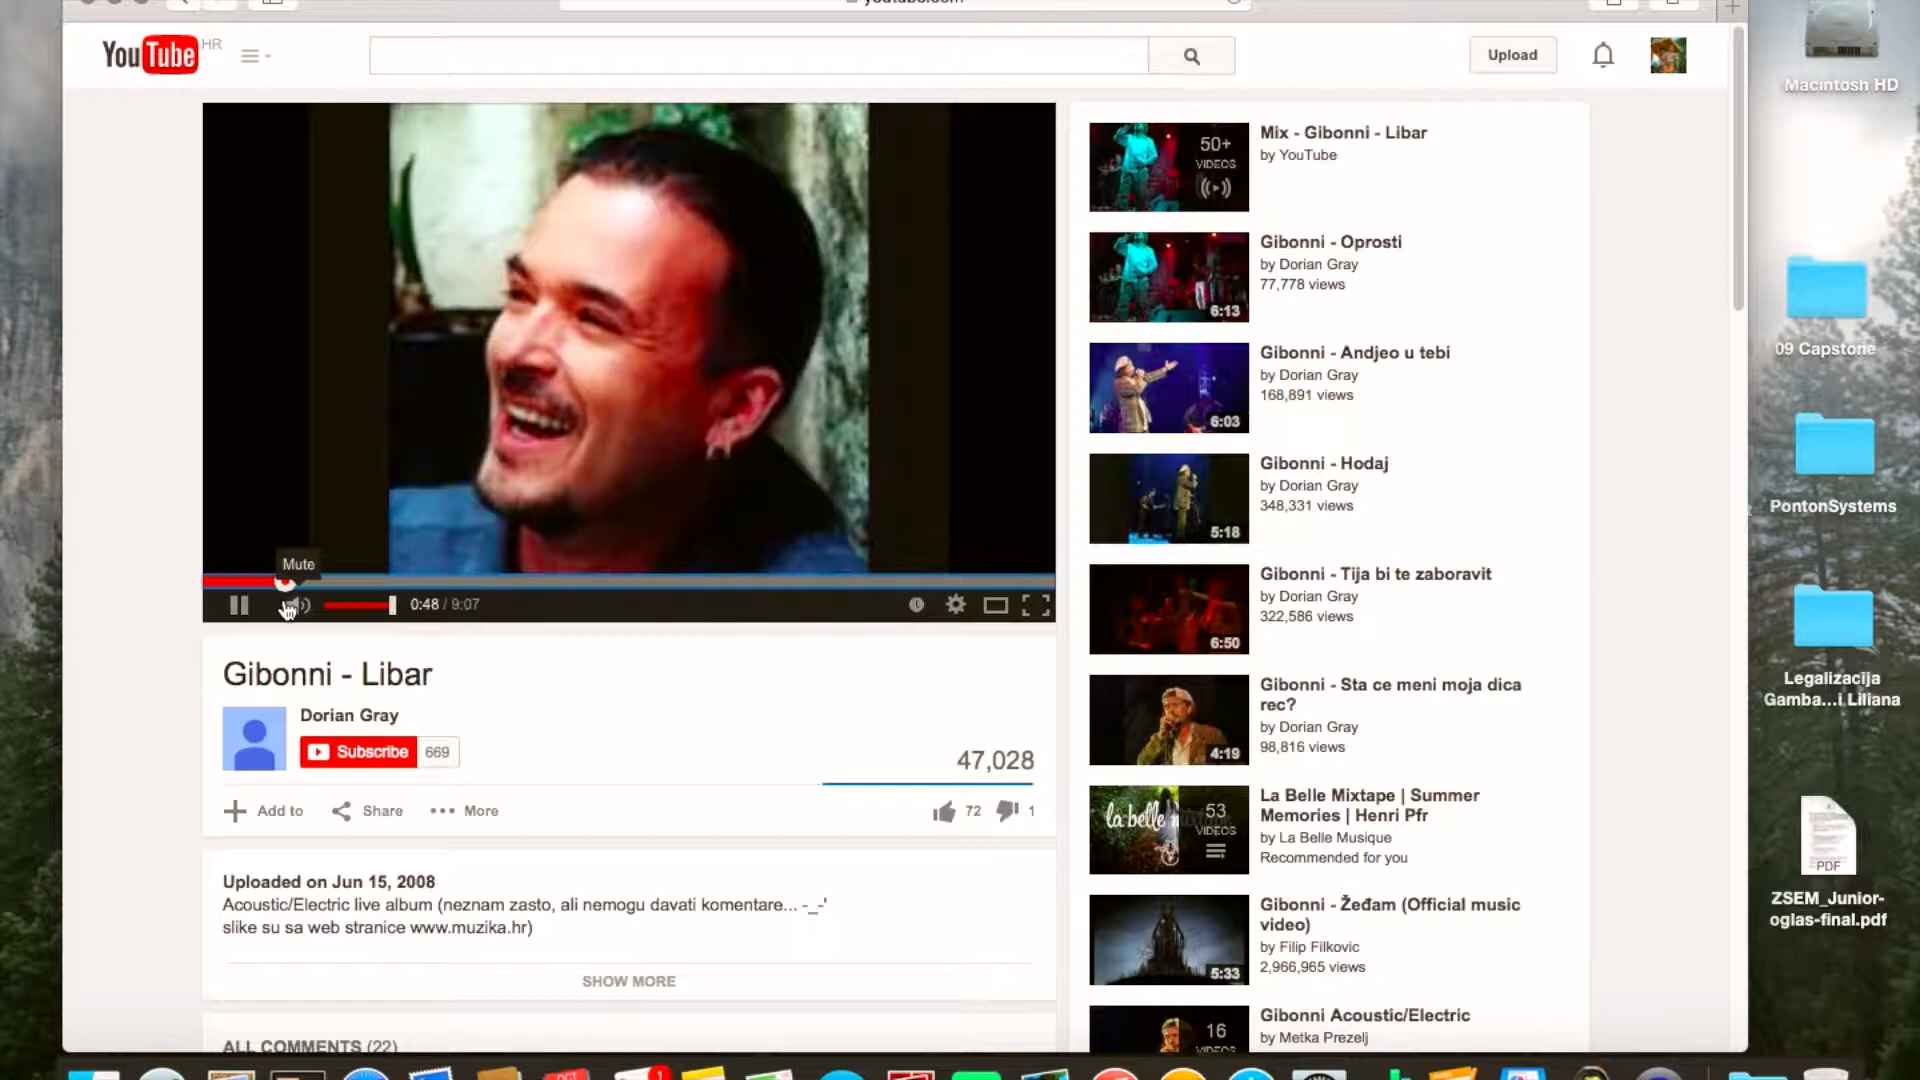 YouTube HR
Upload
Macintosh HD
Mix - Gibonni - Libar
by YouTube
50+
VIDEOS
Gibonni - Oprosti
by Dorian Gray
77,778 views
6:13
Gibonni - Andjeo u tebi
by Dorian Gray
168,891 views
6:03
Gibonni - Hodaj
by Dorian Gray
348,331 views
5:18
Gibonni - Tija bi te zaboravit
by Dorian Gray
322,586 views
6:50
Gibonni - Sta ce meni moja dica
rec?
by Dorian Gray
98,816 views
4:19
La Belle Mixtape | Summer
Memories | Henri Pfr
by La Belle Musique
Recommended for you
la belle
53
VIDEOS
Gibonni - Žeđam (Official music
video)
by Filip Filkovic
2,966,965 views
5:33
Gibonni Acoustic/Electric
by Metka Prezelj
16
VIDEOS
Mute
0:48 / 9:07
Gibonni - Libar
Dorian Gray
Subscribe 669
47,028
Add to Share More 72 1
Uploaded on Jun 15, 2008
Acoustic/Electric live album (neznam zasto, ali nemogu davati komentare... -_-'
slike su sa web stranice www.muzika.hr)
SHOW MORE
ALL COMMENTS (22)
09 Capstone
PontonSystems
Legalizacija
Gamba...i Liliana
PDF
ZSEM_Junior-
oglas-final.pdf
1